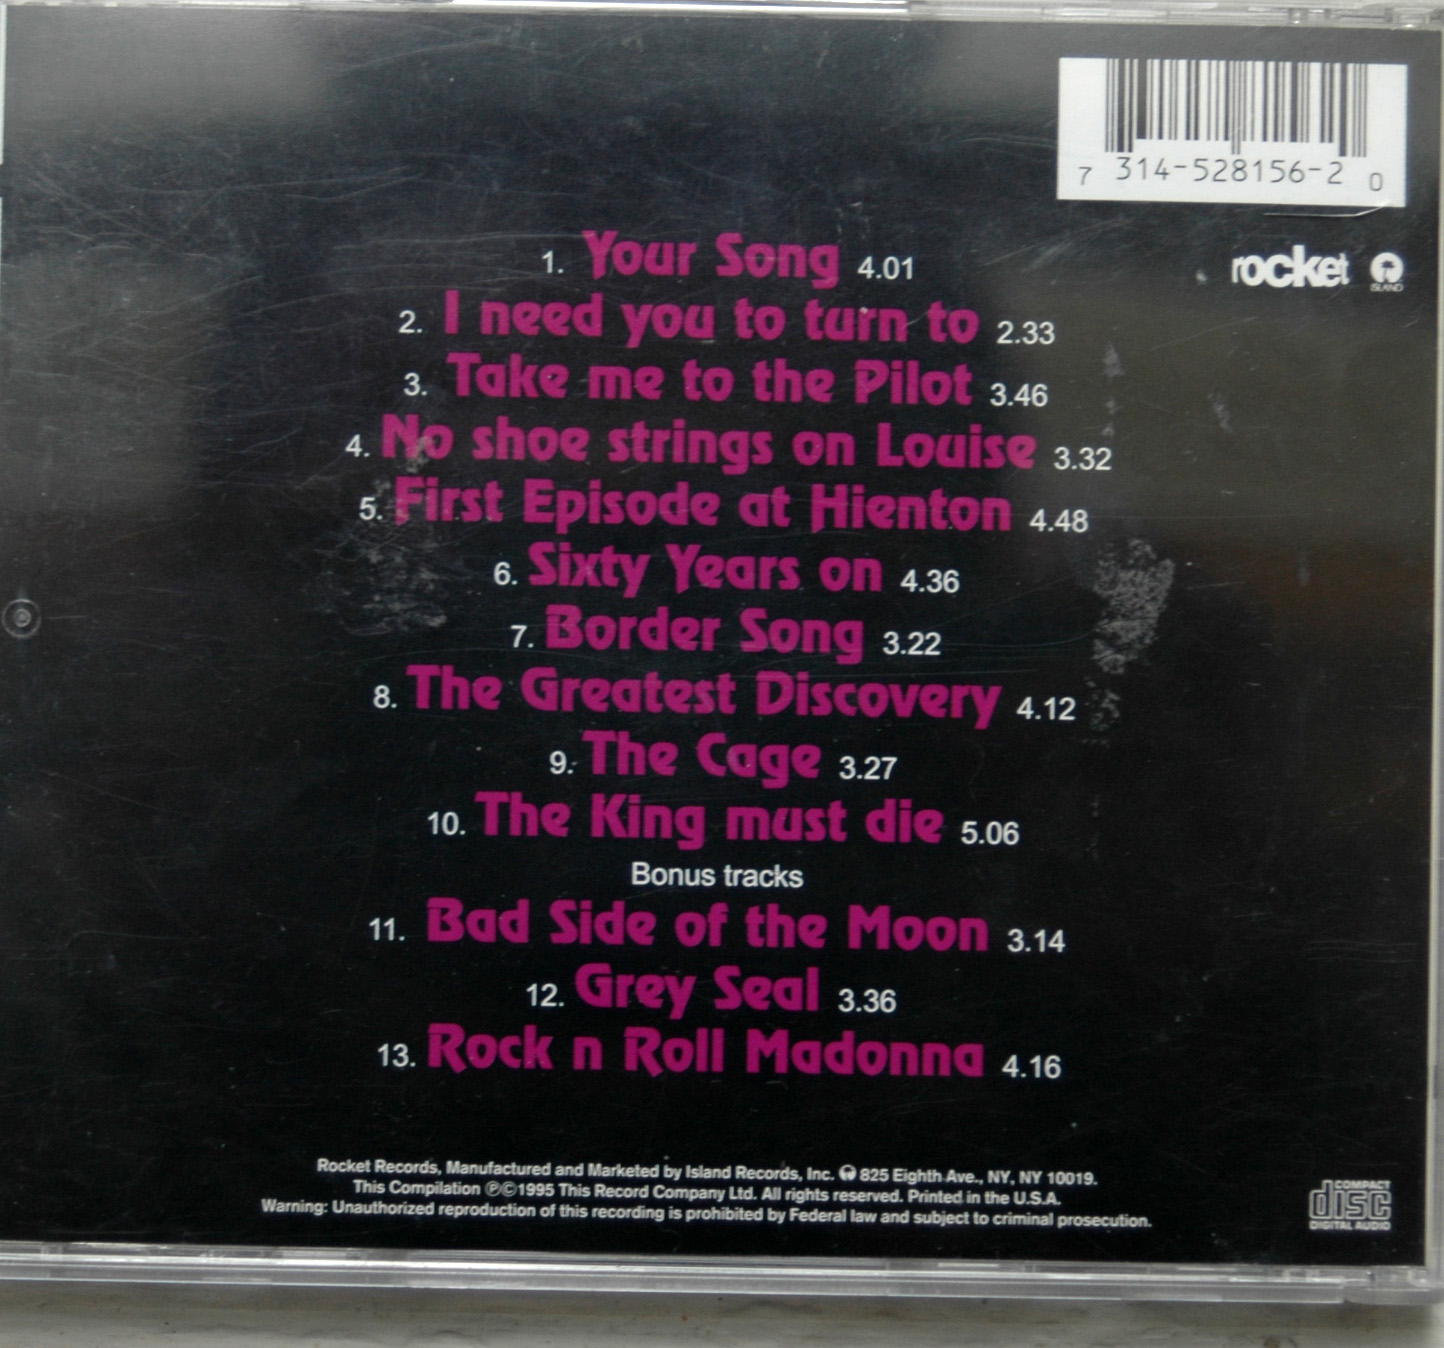 7 314-528156-2 0
rocket ISLAND
1. Your Song 4.01
2. I need you to turn to 2.33
3. Take me to the Pilot 3.46
4. No shoe strings on Louise 3.32
5. First Episode at Hienton 4.48
6. Sixty Years on 4.36
7. Border Song 3.22
8. The Greatest Discovery 4.12
9. The Cage 3.27
10. The King must die 5.06
Bonus tracks
11. Bad Side of the Moon 3.14
12. Grey Seal 3.36
13. Rock n Roll Madonna 4.16
Rocket Records, Manufactured and Marketed by Island Records, Inc. 825 Eighth Ave., NY, NY 10019.
This Compilation ℗©1995 This Record Company Ltd. All rights reserved. Printed in the U.S.A.
Warning: Unauthorized reproduction of this recording is prohibited by Federal law and subject to criminal prosecution.
COMPACT
disc
DIGITAL AUDIO